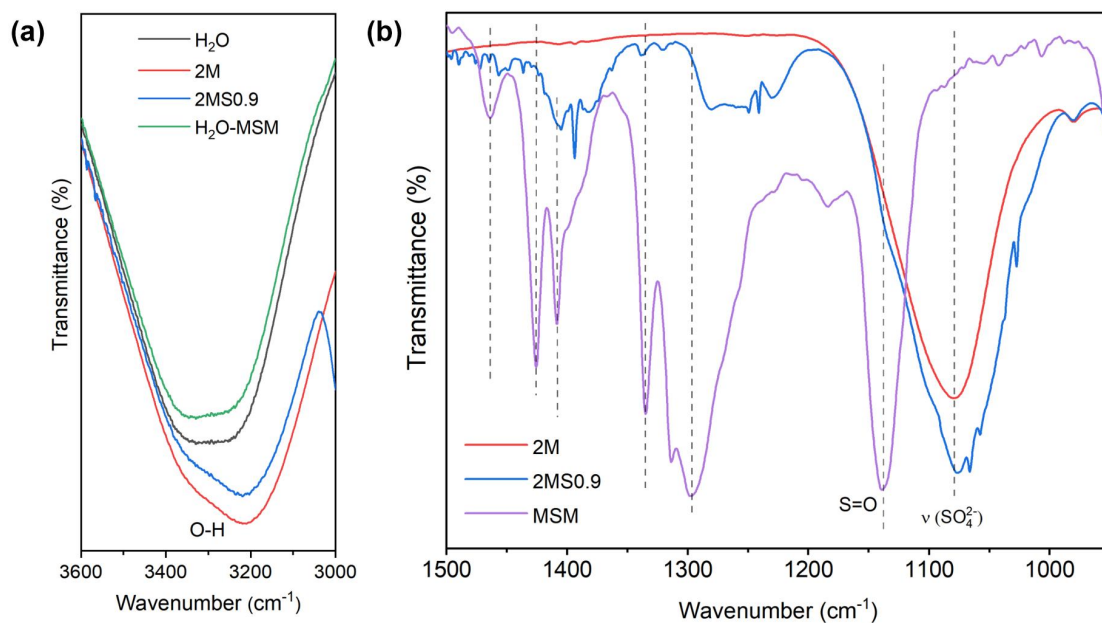 (a)
H₂O
2M
2MS0.9
H₂O-MSM
O-H
Transmittance (%)
3600 3400 3200 3000
Wavenumber (cm⁻¹)
(b)
2M
2MS0.9
MSM
S=O
ν (SO₄²⁻)
Transmittance (%)
1500 1400 1300 1200 1100 1000
Wavenumber (cm⁻¹)